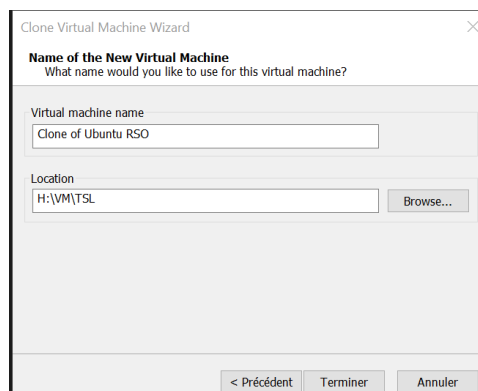 Clone Virtual Machine Wizard
Name of the New Virtual Machine
What name would you like to use for this virtual machine?
Virtual machine name
Clone of Ubuntu RSO
Location
H:\VM\TSL
Browse...
< Précédent
Terminer
Annuler